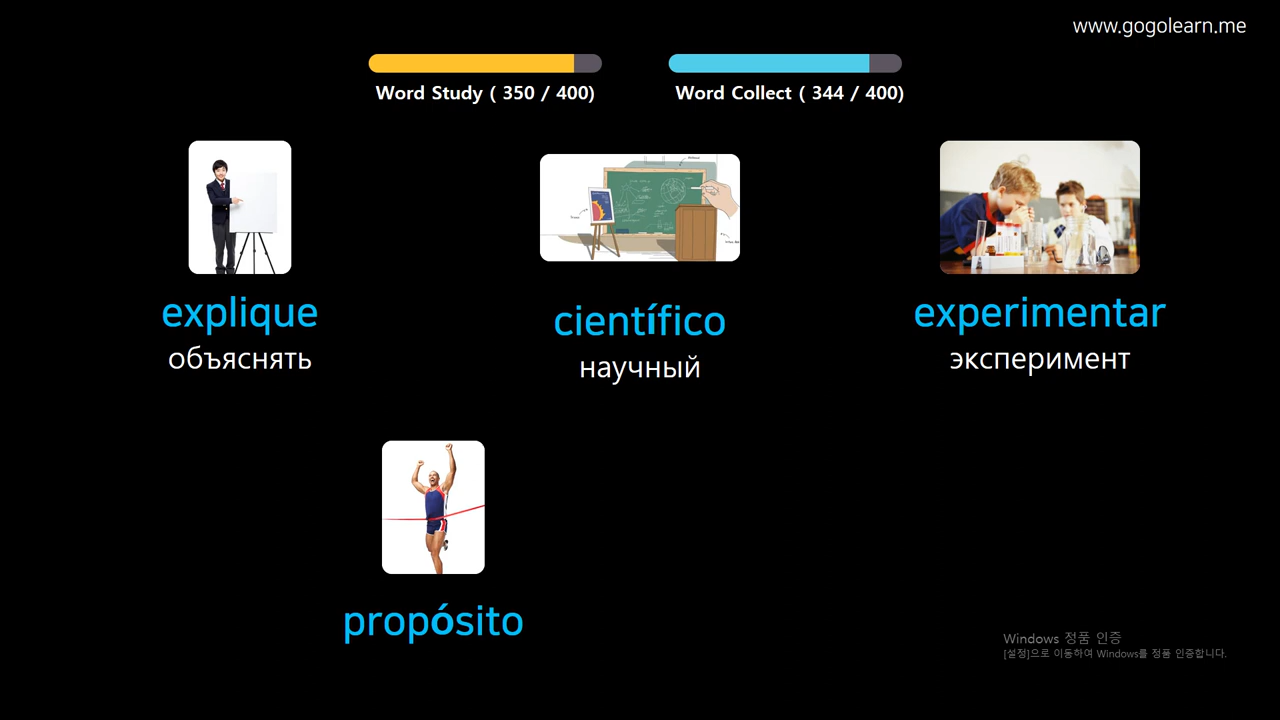 www.gogolearn.me
Word Study ( 350 / 400)
Word Collect ( 344 / 400)
explique
объяснять
científico
научный
experimentar
эксперимент
propósito
Windows 정품 인증
[설정]으로 이동하여 Windows를 정품 인증합니다.